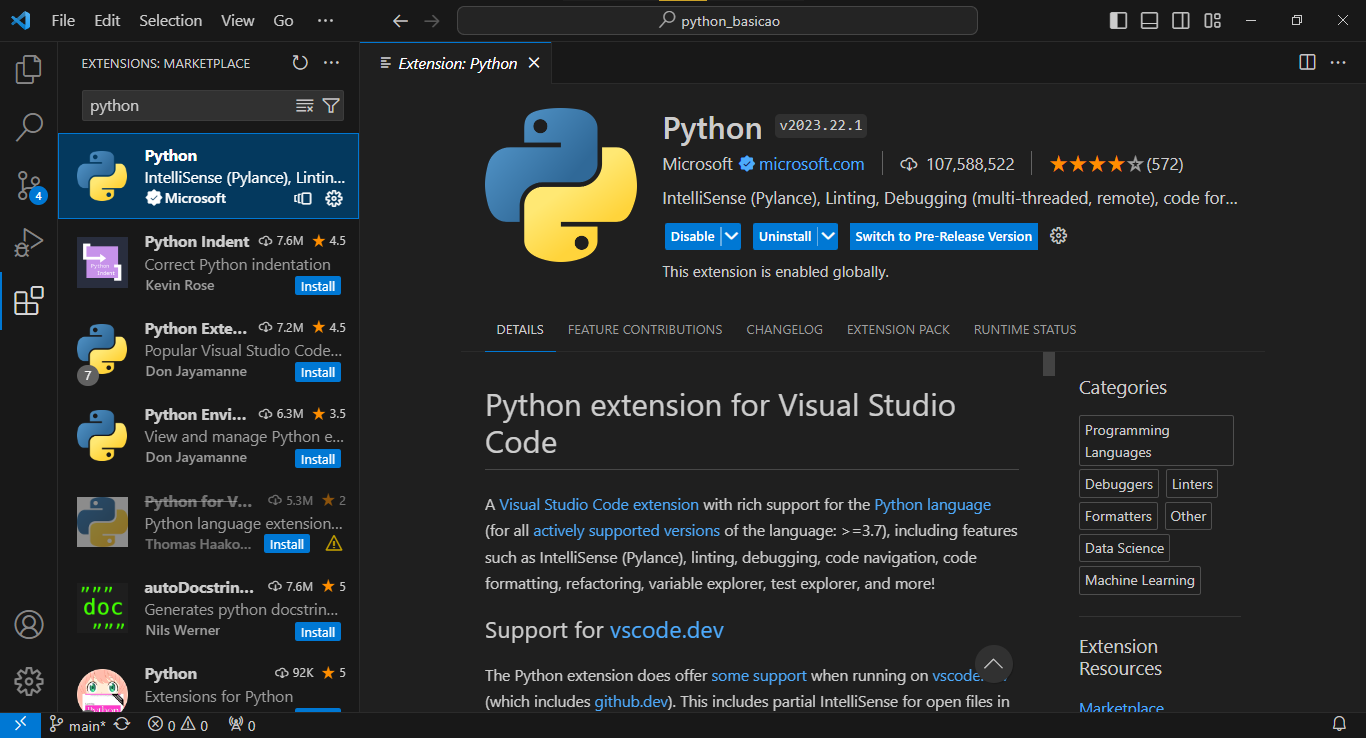 File Edit Selection View Go ···
python_basicao
EXTENSIONS: MARKETPLACE
python
Python
IntelliSense (Pylance), Lintin...
Microsoft
Python Indent 7.6M 4.5
Correct Python indentation
Kevin Rose Install
Python Exte... 7.2M 4.5
Popular Visual Studio Code...
Don Jayamanne Install
7
Python Envi... 6.3M 3.5
View and manage Python e...
Don Jayamanne Install
Python for V... 5.3M 2
Python language extension...
Thomas Haako... Install
autoDocstrin... 7.6M 5
Generates python docstrin...
Nils Werner Install
""" doc """
Python 92K 5
Extensions for Python
4
Extension: Python
Python v2023.22.1
Microsoft microsoft.com 107,588,522 (572)
IntelliSense (Pylance), Linting, Debugging (multi-threaded, remote), code for...
Disable Uninstall Switch to Pre-Release Version
This extension is enabled globally.
DETAILS FEATURE CONTRIBUTIONS CHANGELOG EXTENSION PACK RUNTIME STATUS
Python extension for Visual Studio
Code
A Visual Studio Code extension with rich support for the Python language
(for all actively supported versions of the language: >=3.7), including features
such as IntelliSense (Pylance), linting, debugging, code navigation, code
formatting, refactoring, variable explorer, test explorer, and more!
Support for vscode.dev
The Python extension does offer some support when running on
(which includes github.dev). This includes partial IntelliSense for open files in
Categories
Programming
Languages
Debuggers Linters
Formatters Other
Data Science
Machine Learning
Extension
Resources
Marketplace
main* 0 0 0